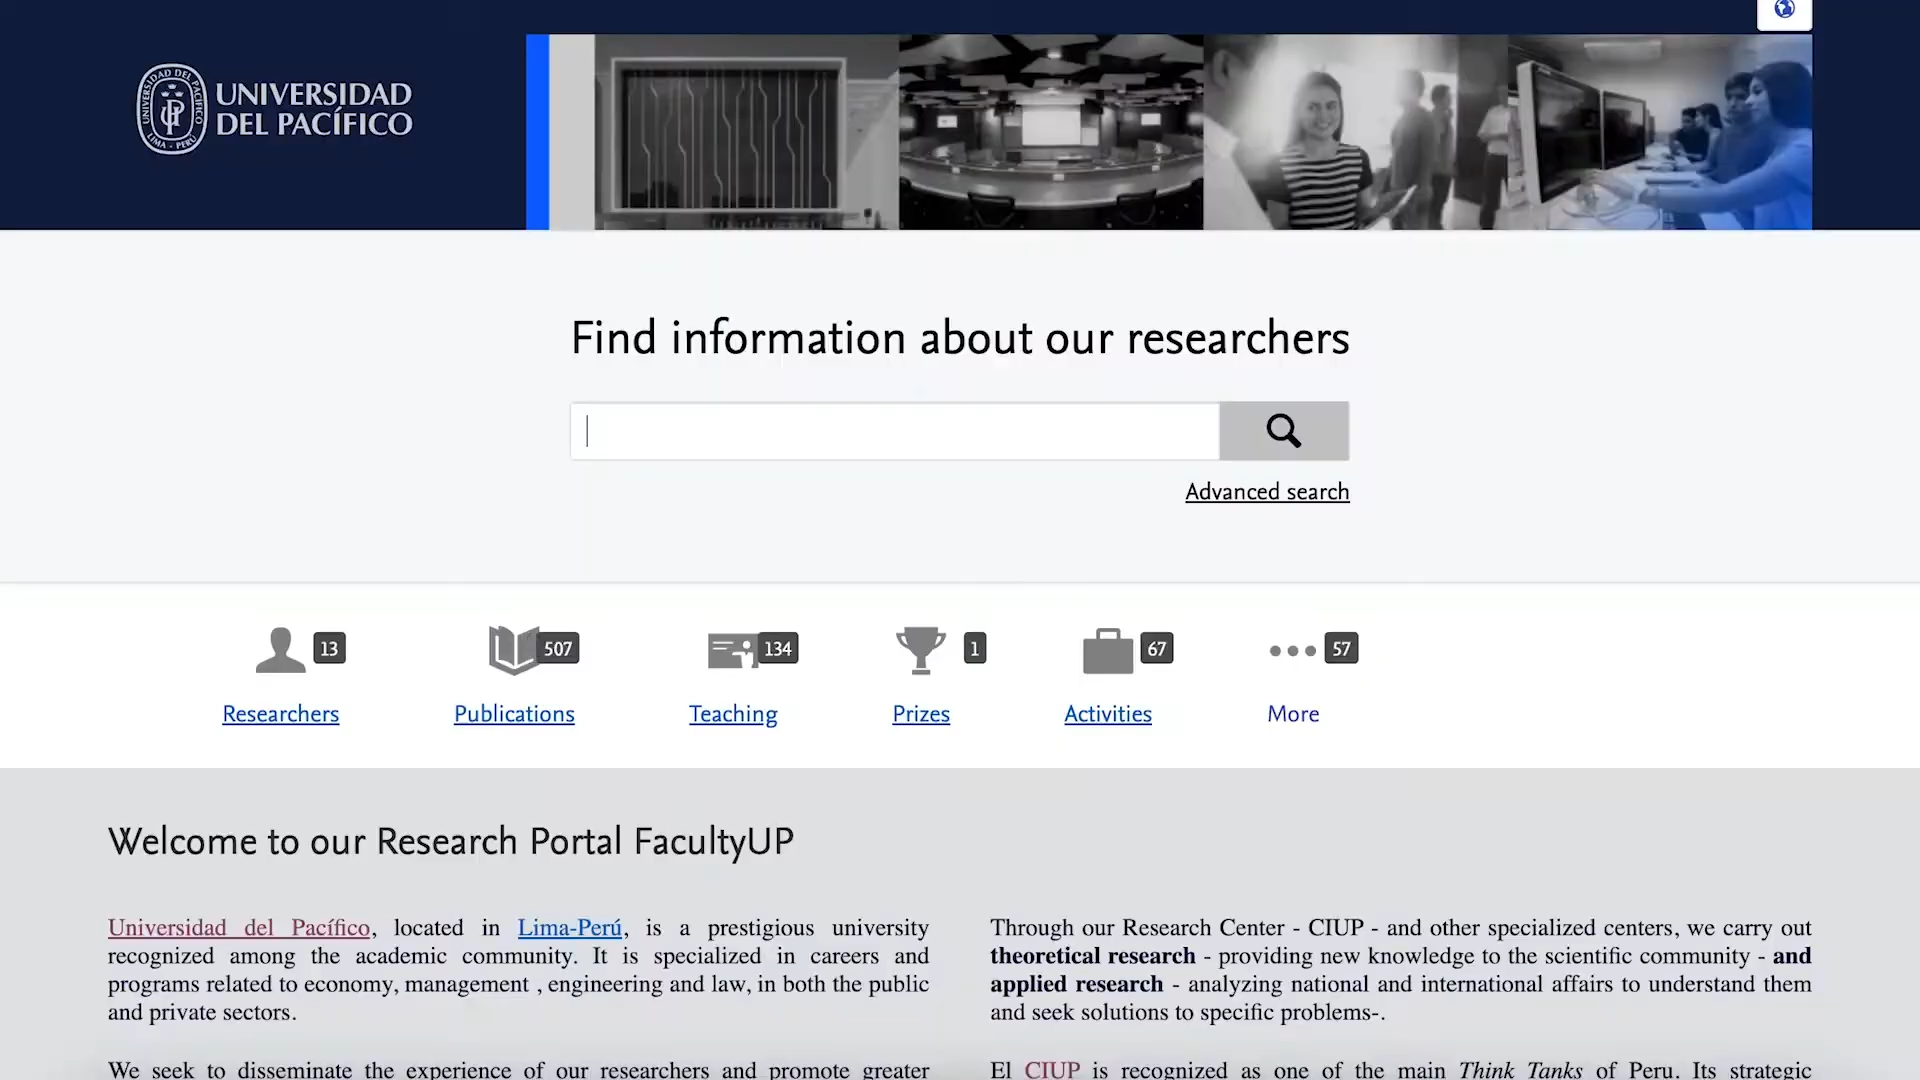 UNIVERSIDAD DEL PACÍFICO
LIMA - PERÚ
UNIVERSIDAD
DEL PACÍFICO
Find information about our researchers
Advanced search
13
507
134
1
67
57
Researchers
Publications
Teaching
Prizes
Activities
More
Welcome to our Research Portal FacultyUP
Universidad del Pacífico, located in Lima-Perú, is a prestigious university
recognized among the academic community. It is specialized in careers and
programs related to economy, management , engineering and law, in both the public
and private sectors.
We seek to disseminate the experience of our researchers and promote greater
Through our Research Center - CIUP - and other specialized centers, we carry out
theoretical research - providing new knowledge to the scientific community - and
applied research - analyzing national and international affairs to understand them
and seek solutions to specific problems-.
El CIUP is recognized as one of the main Think Tanks of Peru. Its strategic